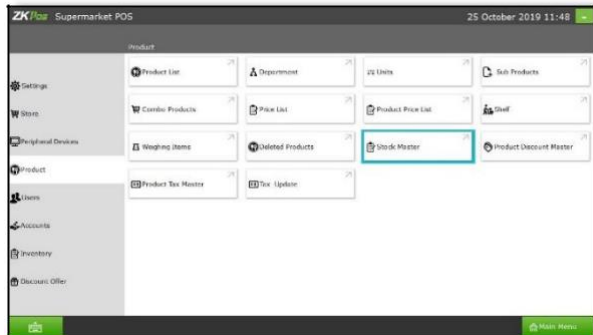 ZKPos Supermarket POS
25 October 2019 11:48
Product
Settings
Store
Peripheral Devices
Product
Users
Accounts
Inventory
Discount Offer
Product List
Department
Units
Sub Products
Combo Products
Price List
Product Price List
Shelf
Weighing Items
Deleted Products
Stock Master
Product Discount Master
Product Tax Master
Tax Update
Main Menu